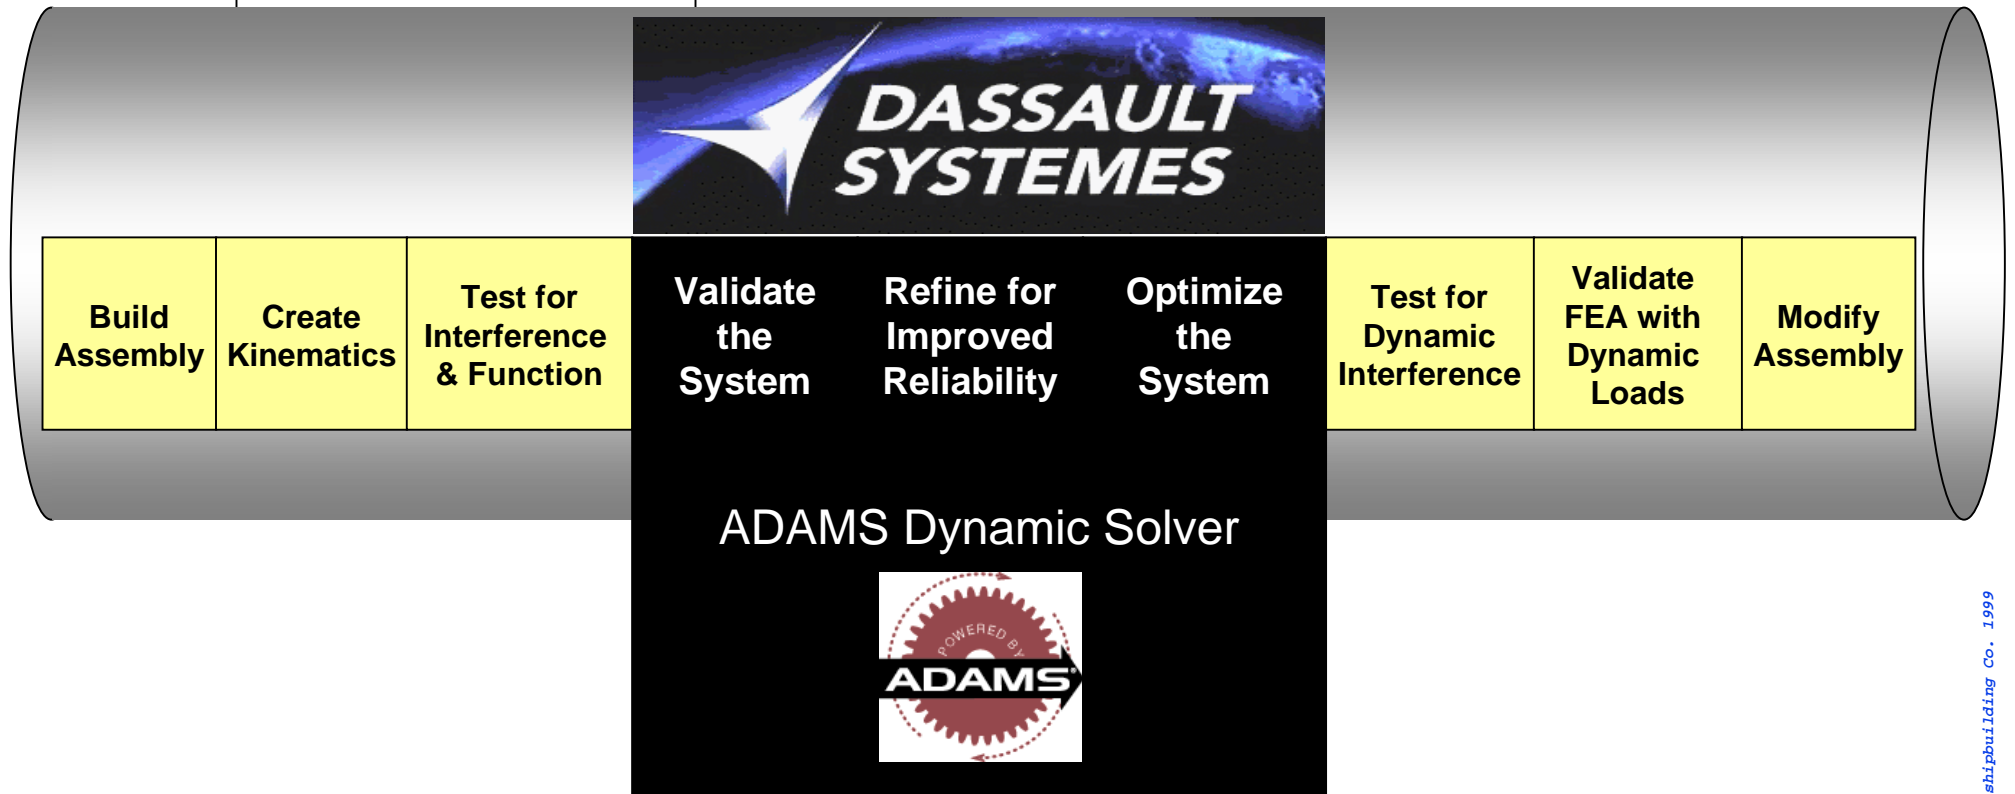 DASSAULT
SYSTEMES
Build
Assembly
Create
Kinematics
Test for
Interference
& Function
Validate
the
System
Refine for
Improved
Reliability
Optimize
the
System
Test for
Dynamic
Interference
Validate
FEA with
Dynamic
Loads
Modify
Assembly
ADAMS Dynamic Solver
POWERED BY
ADAMS®
shipbuilding Co. 1999